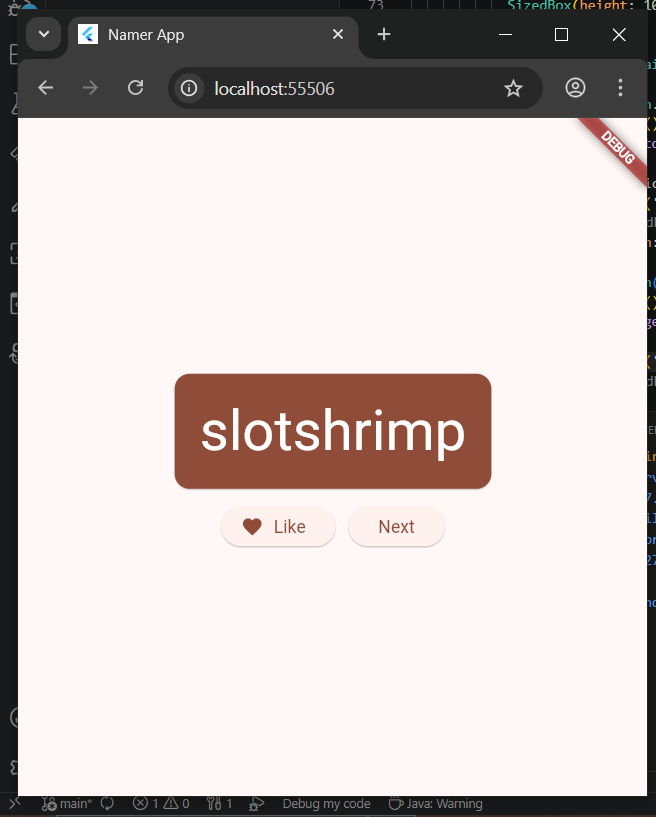 73
SizedBox(height: 10
Namer App
localhost:55506
DEBUG
slotshrimp
Like
Next
main* 1 0 1 Debug my code Java: Warning